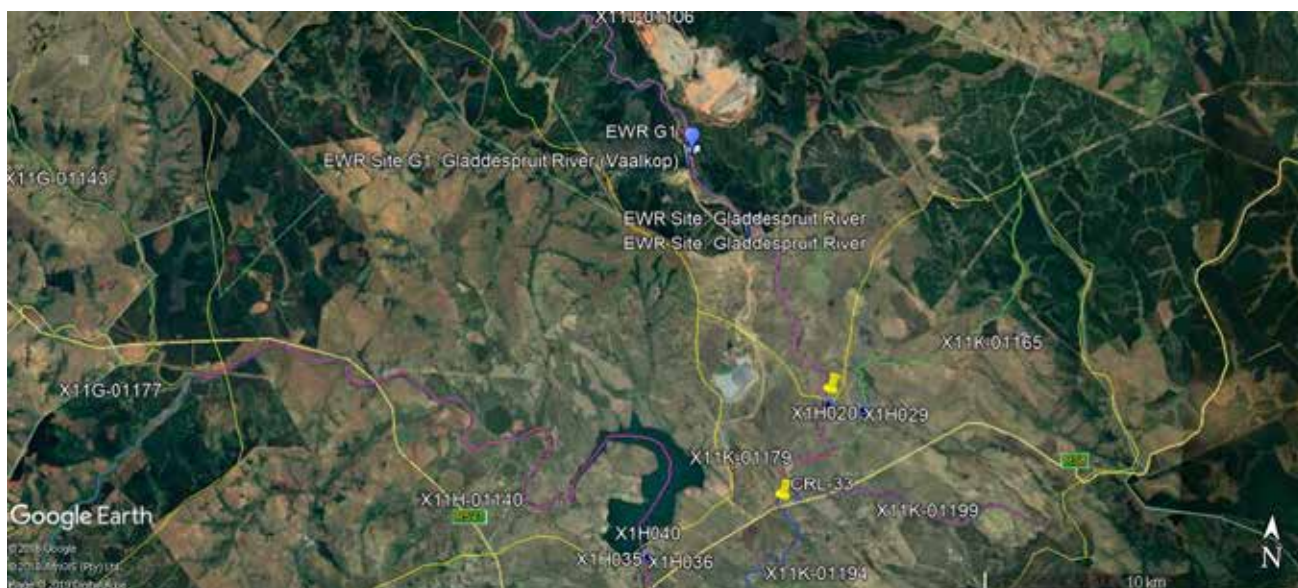 X11J-01106
EWR G1
EWR Site G1: Gladdespruit River (Vaalkop)
X11G-01143
EWR Site: Gladdespruit River
EWR Site: Gladdespruit River
X11K-01165
X11G-01177
X1H020
X1H029
X11K-01179
CRL-33
X11H-01140
X11K-01199
Google Earth
X1H040
X1H035
X1H036
X11K-01194
10 km
N